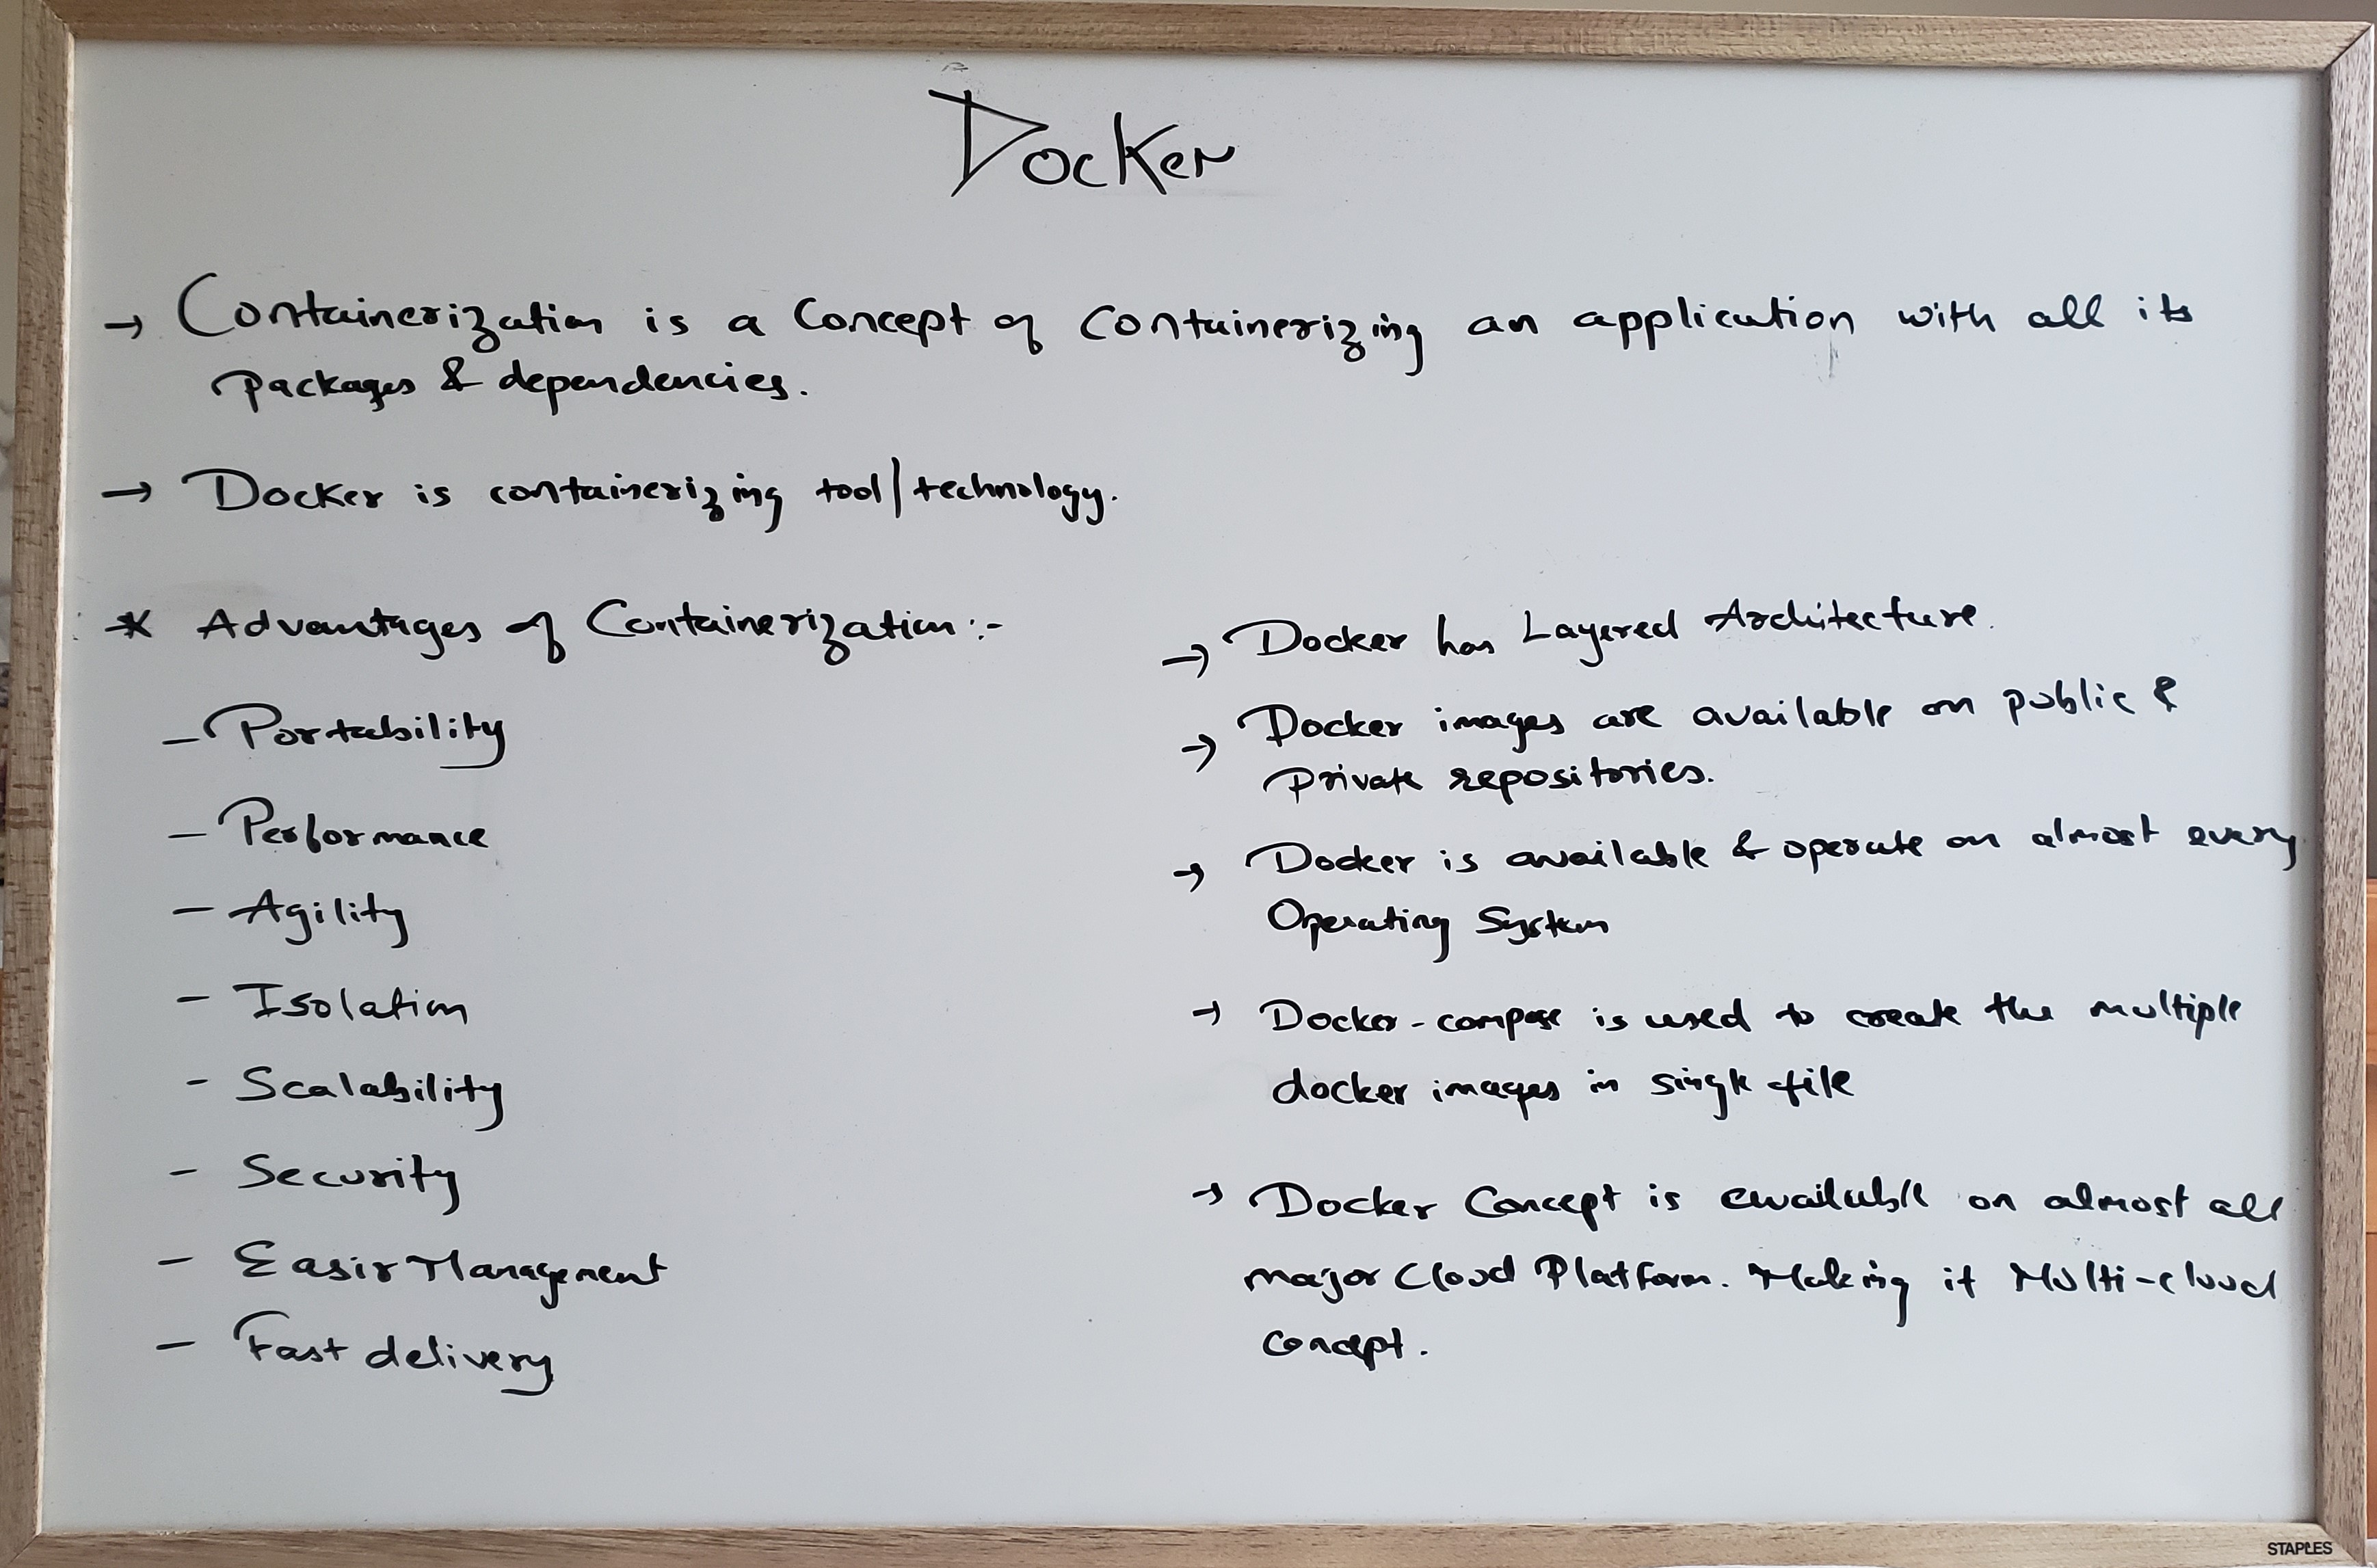 Docker
→ Containerization is a Concept of Containerizing an application with all its
Packages & dependencies.
→ Docker is containerizing tool/technology.
* Advantages of Containerization:-
- Portability
- Performance
- Agility
- Isolation
- Scalability
- Security
- Easir Management
- Fast delivery
→ Docker has Layered Architecture.
→ Docker images are available on public &
Private repositories.
→ Docker is available & operate on almost every
Operating System
→ Docker-compose is used to create the multiple
docker images in single file
→ Docker Concept is available on almost all
major Cloud Platform. Making it Multi-cloud
Concept.
STAPLES